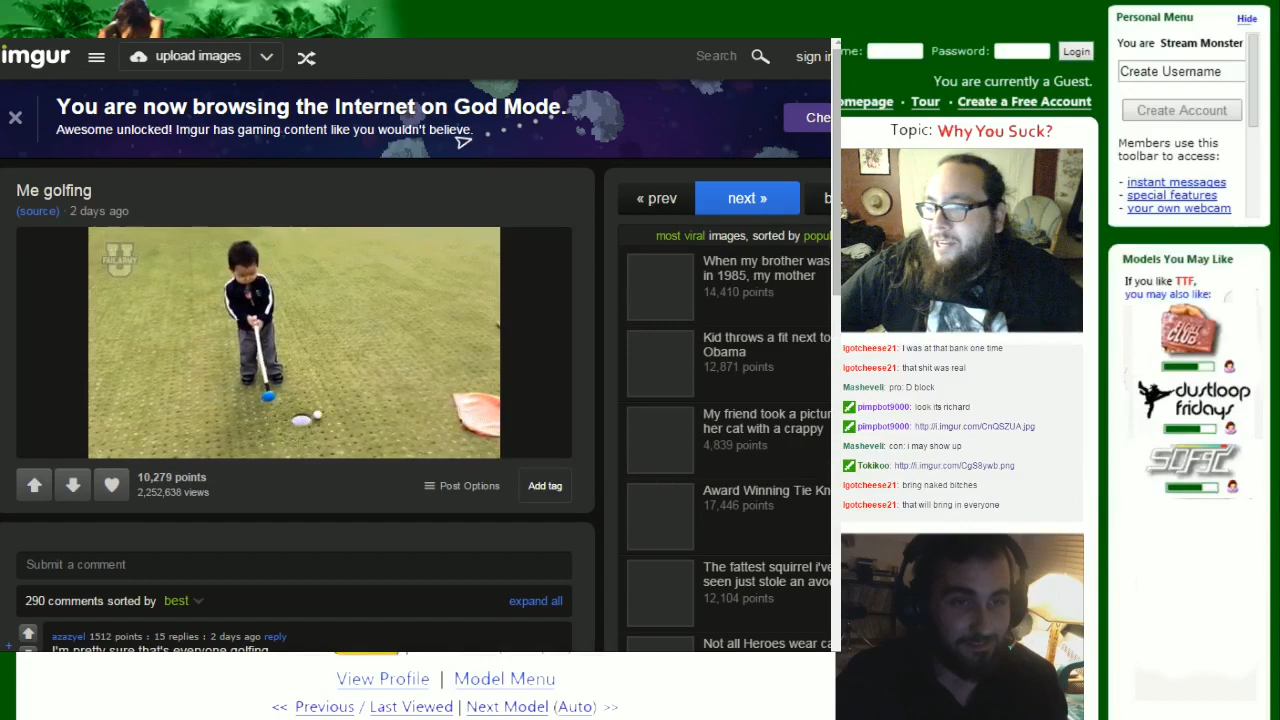 imgur
upload images
Search
sign in
You are now browsing the Internet on God Mode.
Awesome unlocked! Imgur has gaming content like you wouldn't believe.
Che
Me golfing
(source) · 2 days ago
FAILARMY
10,279 points
2,252,638 views
Post Options
Add tag
Submit a comment
290 comments sorted by best
expand all
azazyel 1512 points : 15 replies : 2 days ago reply
I'm pretty sure that's everyone golfing.
« prev
next »
most viral images, sorted by popul
When my brother was
in 1985, my mother
14,410 points
Kid throws a fit next to
Obama
12,871 points
My friend took a pictur
her cat with a crappy
4,839 points
Award Winning Tie Kn
17,446 points
The fattest squirrel i've
seen just stole an avo
12,104 points
Not all Heroes wear ca
View Profile | Model Menu
<< Previous / Last Viewed | Next Model (Auto) >>
me: Password: Login
You are currently a Guest.
omepage · Tour · Create a Free Account
Topic: Why You Suck?
lgotcheese21: I was at that bank one time
lgotcheese21: that shit was real
Masheveli: pro: D block
pimpbot9000: look its richard
pimpbot9000: http://i.imgur.com/CnQSZUA.jpg
Masheveli: con: i may show up
Tokikoo: http://i.imgur.com/CgS8ywb.png
lgotcheese21: bring naked bitches
lgotcheese21: that will bring in everyone
Personal Menu
Hide
You are Stream Monster
Create Username
Create Account
Members use this
toolbar to access:
- instant messages
- special features
- your own webcam
Models You May Like
If you like TTF,
you may also like:
FIGHT CLUB
dustloop
fridays